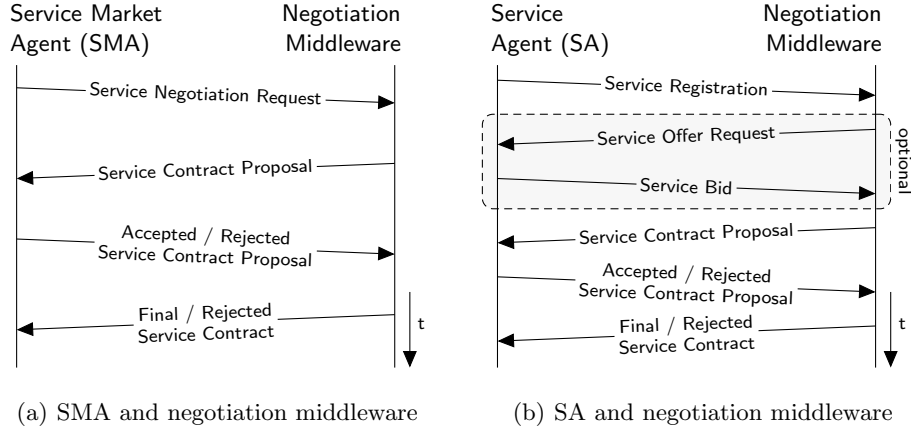 Service Market
Agent (SMA)
Negotiation
Middleware
Service Negotiation Request
Service Contract Proposal
Accepted / Rejected
Service Contract Proposal
Final / Rejected
Service Contract
t
(a) SMA and negotiation middleware
Service
Agent (SA)
Negotiation
Middleware
Service Registration
Service Offer Request
Service Bid
optional
Service Contract Proposal
Accepted / Rejected
Service Contract Proposal
Final / Rejected
Service Contract
t
(b) SA and negotiation middleware